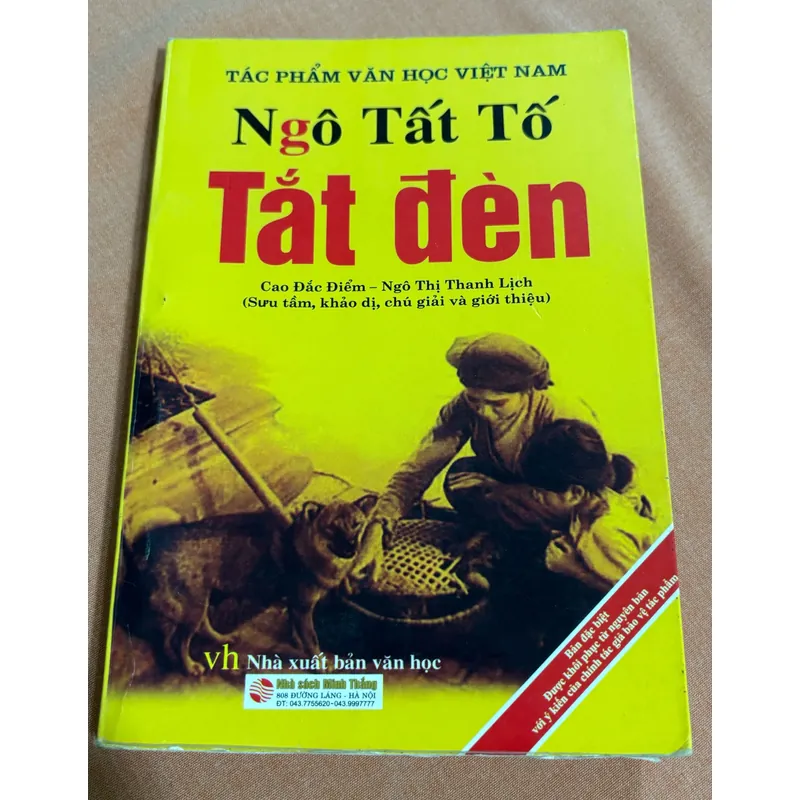 TÁC PHẨM VĂN HỌC VIỆT NAM
Ngô Tất Tố
Tắt đèn
Cao Đắc Điểm – Ngô Thị Thanh Lịch
(Sưu tầm, khảo dị, chú giải và giới thiệu)
Bản đặc biệt
Được khôi phục từ nguyên bản
với ý kiến của chính tác giả bảo vệ tác phẩm
vh Nhà xuất bản văn học
Nhà sách Minh Thắng
808 ĐƯỜNG LÁNG - HÀ NỘI
ĐT: 043.7755620-043.9997777